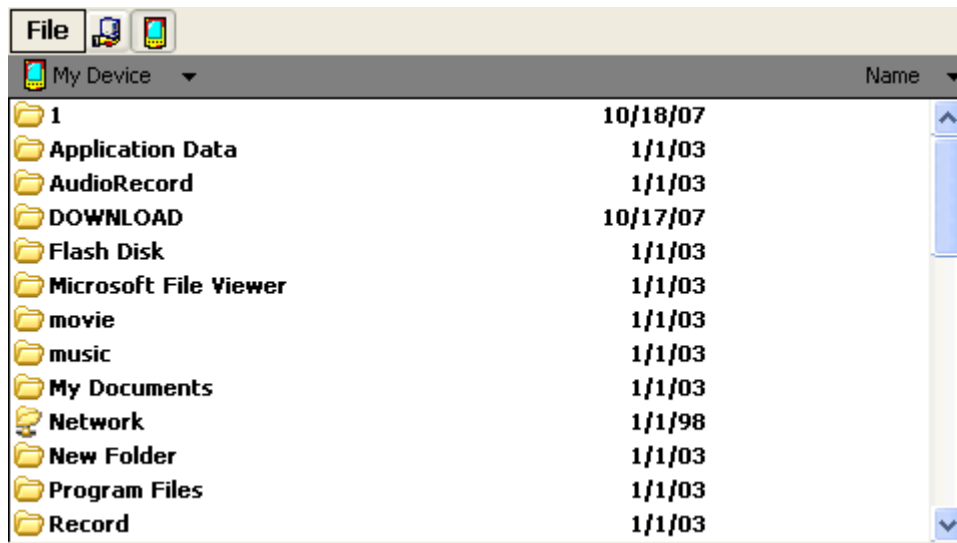 File
My Device Name
1 10/18/07
Application Data 1/1/03
AudioRecord 1/1/03
DOWNLOAD 10/17/07
Flash Disk 1/1/03
Microsoft File Viewer 1/1/03
movie 1/1/03
music 1/1/03
My Documents 1/1/03
Network 1/1/98
New Folder 1/1/03
Program Files 1/1/03
Record 1/1/03